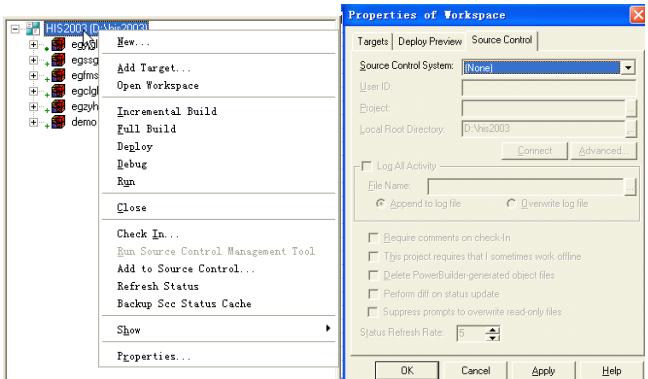 HIS2003 (D:\his2003)
egssg
egfms
egclgl
egzyh
demo
New...
Add Target...
Open Workspace
Incremental Build
Full Build
Deploy
Debug
Run
Close
Check In...
Run Source Control Management Tool
Add to Source Control...
Refresh Status
Backup Scc Status Cache
Show
Properties...
Properties of Workspace
Targets
Deploy Preview
Source Control
Source Control System:
(None)
User ID:
Project:
Local Root Directory:
D:\his2003
Connect
Advanced...
Log All Activity
File Name:
Append to log file
Overwrite log file
Require comments on check-In
This project requires that I sometimes work offline
Delete PowerBuilder-generated object files
Perform diff on status update
Suppress prompts to overwrite read-only files
Status Refresh Rate:
5
OK
Cancel
Apply
Help